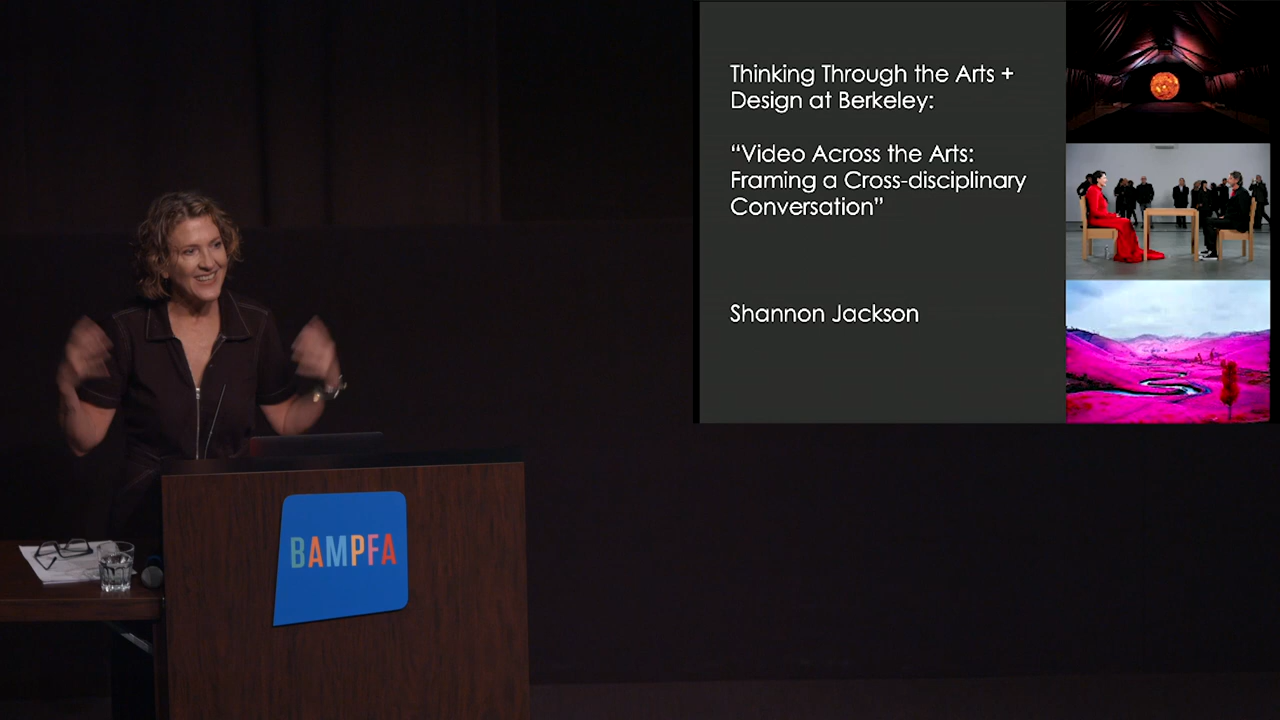 Thinking Through the Arts +
Design at Berkeley:
“Video Across the Arts:
Framing a Cross-disciplinary
Conversation”
Shannon Jackson
BAMPFA